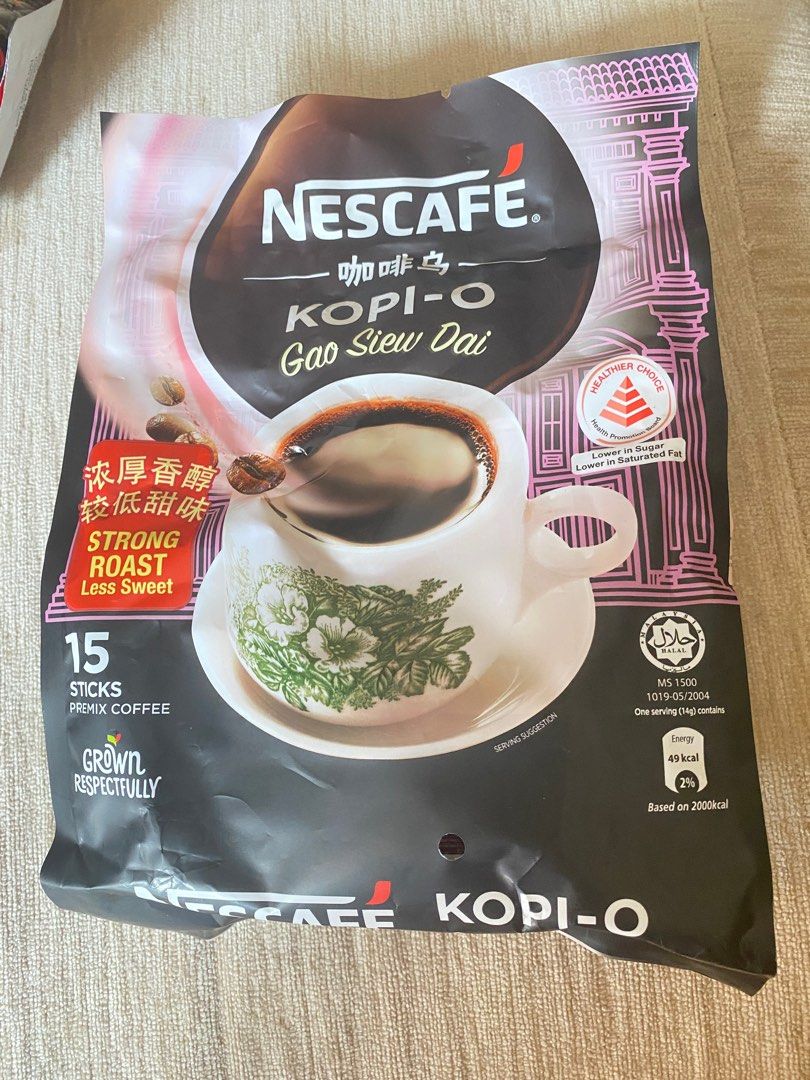 NESCAFÉ®
咖啡乌
KOPI-O
Gao Siew Dai
HEALTHIER CHOICE
Health Promotion Board
Lower in Sugar
Lower in Saturated Fat
浓厚香醇
较低甜味
STRONG
ROAST
Less Sweet
15
STICKS
PREMIX COFFEE
GROWN
RESPECTFULLY
SERVING SUGGESTION
MALAYSIA
حلال
HALAL
MS 1500
1019-05/2004
One serving (14g) contains
Energy
49 kcal
2%
Based on 2000kcal
NESCAFÉ KOPI-O